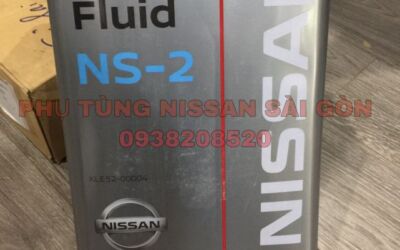 Fluid
NS-2
PHỤ TÙNG NISSAN SÀI GÒN
0938208520
KLE52-00004
NISSAN
NISSAN